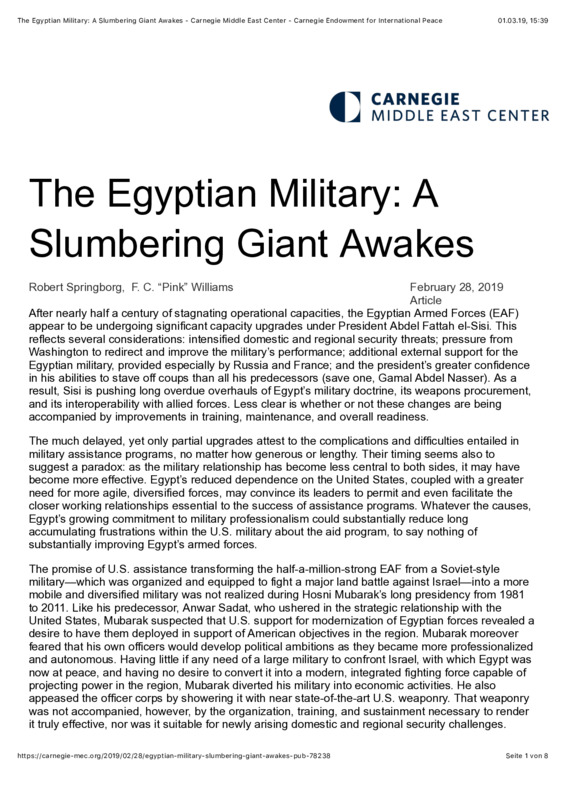 The Egyptian Military: A Slumbering Giant Awakes - Carnegie Middle East Center - Carnegie Endowment for International Peace
01.03.19, 15:39
CARNEGIE
MIDDLE EAST CENTER
The Egyptian Military: A
Slumbering Giant Awakes
Robert Springborg, F. C. “Pink” Williams
February 28, 2019
Article
After nearly half a century of stagnating operational capacities, the Egyptian Armed Forces (EAF)
appear to be undergoing significant capacity upgrades under President Abdel Fattah el-Sisi. This
reflects several considerations: intensified domestic and regional security threats; pressure from
Washington to redirect and improve the military’s performance; additional external support for the
Egyptian military, provided especially by Russia and France; and the president’s greater confidence
in his abilities to stave off coups than all his predecessors (save one, Gamal Abdel Nasser). As a
result, Sisi is pushing long overdue overhauls of Egypt’s military doctrine, its weapons procurement,
and its interoperability with allied forces. Less clear is whether or not these changes are being
accompanied by improvements in training, maintenance, and overall readiness.
The much delayed, yet only partial upgrades attest to the complications and difficulties entailed in
military assistance programs, no matter how generous or lengthy. Their timing seems also to
suggest a paradox: as the military relationship has become less central to both sides, it may have
become more effective. Egypt’s reduced dependence on the United States, coupled with a greater
need for more agile, diversified forces, may convince its leaders to permit and even facilitate the
closer working relationships essential to the success of assistance programs. Whatever the causes,
Egypt’s growing commitment to military professionalism could substantially reduce long
accumulating frustrations within the U.S. military about the aid program, to say nothing of
substantially improving Egypt’s armed forces.
The promise of U.S. assistance transforming the half-a-million-strong EAF from a Soviet-style
military—which was organized and equipped to fight a major land battle against Israel—into a more
mobile and diversified military was not realized during Hosni Mubarak’s long presidency from 1981
to 2011. Like his predecessor, Anwar Sadat, who ushered in the strategic relationship with the
United States, Mubarak suspected that U.S. support for modernization of Egyptian forces revealed a
desire to have them deployed in support of American objectives in the region. Mubarak moreover
feared that his own officers would develop political ambitions as they became more professionalized
and autonomous. Having little if any need of a large military to confront Israel, with which Egypt was
now at peace, and having no desire to convert it into a modern, integrated fighting force capable of
projecting power in the region, Mubarak diverted his military into economic activities. He also
appeased the officer corps by showering it with near state-of-the-art U.S. weaponry. That weaponry
was not accompanied, however, by the organization, training, and sustainment necessary to render
it truly effective, nor was it suitable for newly arising domestic and regional security challenges.
https://carnegie-mec.org/2019/02/28/egyptian-military-slumbering-giant-awakes-pub-78238
Seite 1 von 8